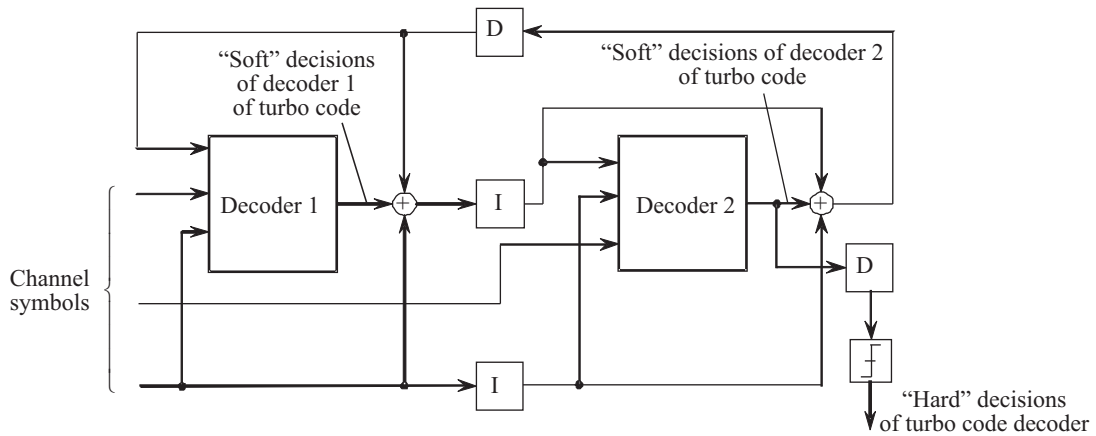 D
“Soft” decisions
of decoder 1
of turbo code
“Soft” decisions of decoder 2
of turbo code
Decoder 1
+
I
Decoder 2
+
Channel
symbols
D
I
“Hard” decisions
of turbo code decoder